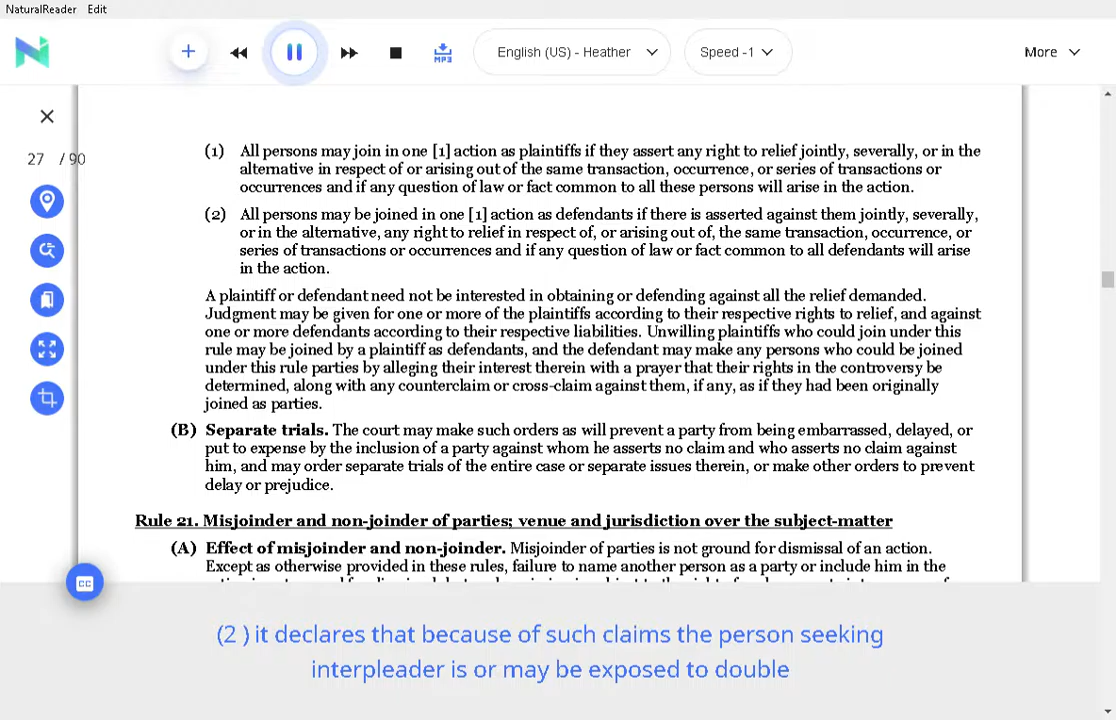 NaturalReader Edit
MP3
English (US) - Heather
Speed -1
More
27 / 90
(1) All persons may join in one [1] action as plaintiffs if they assert any right to relief jointly, severally, or in the
alternative in respect of or arising out of the same transaction, occurrence, or series of transactions or
occurrences and if any question of law or fact common to all these persons will arise in the action.
(2) All persons may be joined in one [1] action as defendants if there is asserted against them jointly, severally,
or in the alternative, any right to relief in respect of, or arising out of, the same transaction, occurrence, or
series of transactions or occurrences and if any question of law or fact common to all defendants will arise
in the action.
A plaintiff or defendant need not be interested in obtaining or defending against all the relief demanded.
Judgment may be given for one or more of the plaintiffs according to their respective rights to relief, and against
one or more defendants according to their respective liabilities. Unwilling plaintiffs who could join under this
rule may be joined by a plaintiff as defendants, and the defendant may make any persons who could be joined
under this rule parties by alleging their interest therein with a prayer that their rights in the controversy be
determined, along with any counterclaim or cross-claim against them, if any, as if they had been originally
joined as parties.
(B) Separate trials. The court may make such orders as will prevent a party from being embarrassed, delayed, or
put to expense by the inclusion of a party against whom he asserts no claim and who asserts no claim against
him, and may order separate trials of the entire case or separate issues therein, or make other orders to prevent
delay or prejudice.
Rule 21. Misjoinder and non-joinder of parties; venue and jurisdiction over the subject-matter
(A) Effect of misjoinder and non-joinder. Misjoinder of parties is not ground for dismissal of an action.
Except as otherwise provided in these rules, failure to name another person as a party or include him in the
CC
(2 ) it declares that because of such claims the person seeking
interpleader is or may be exposed to double